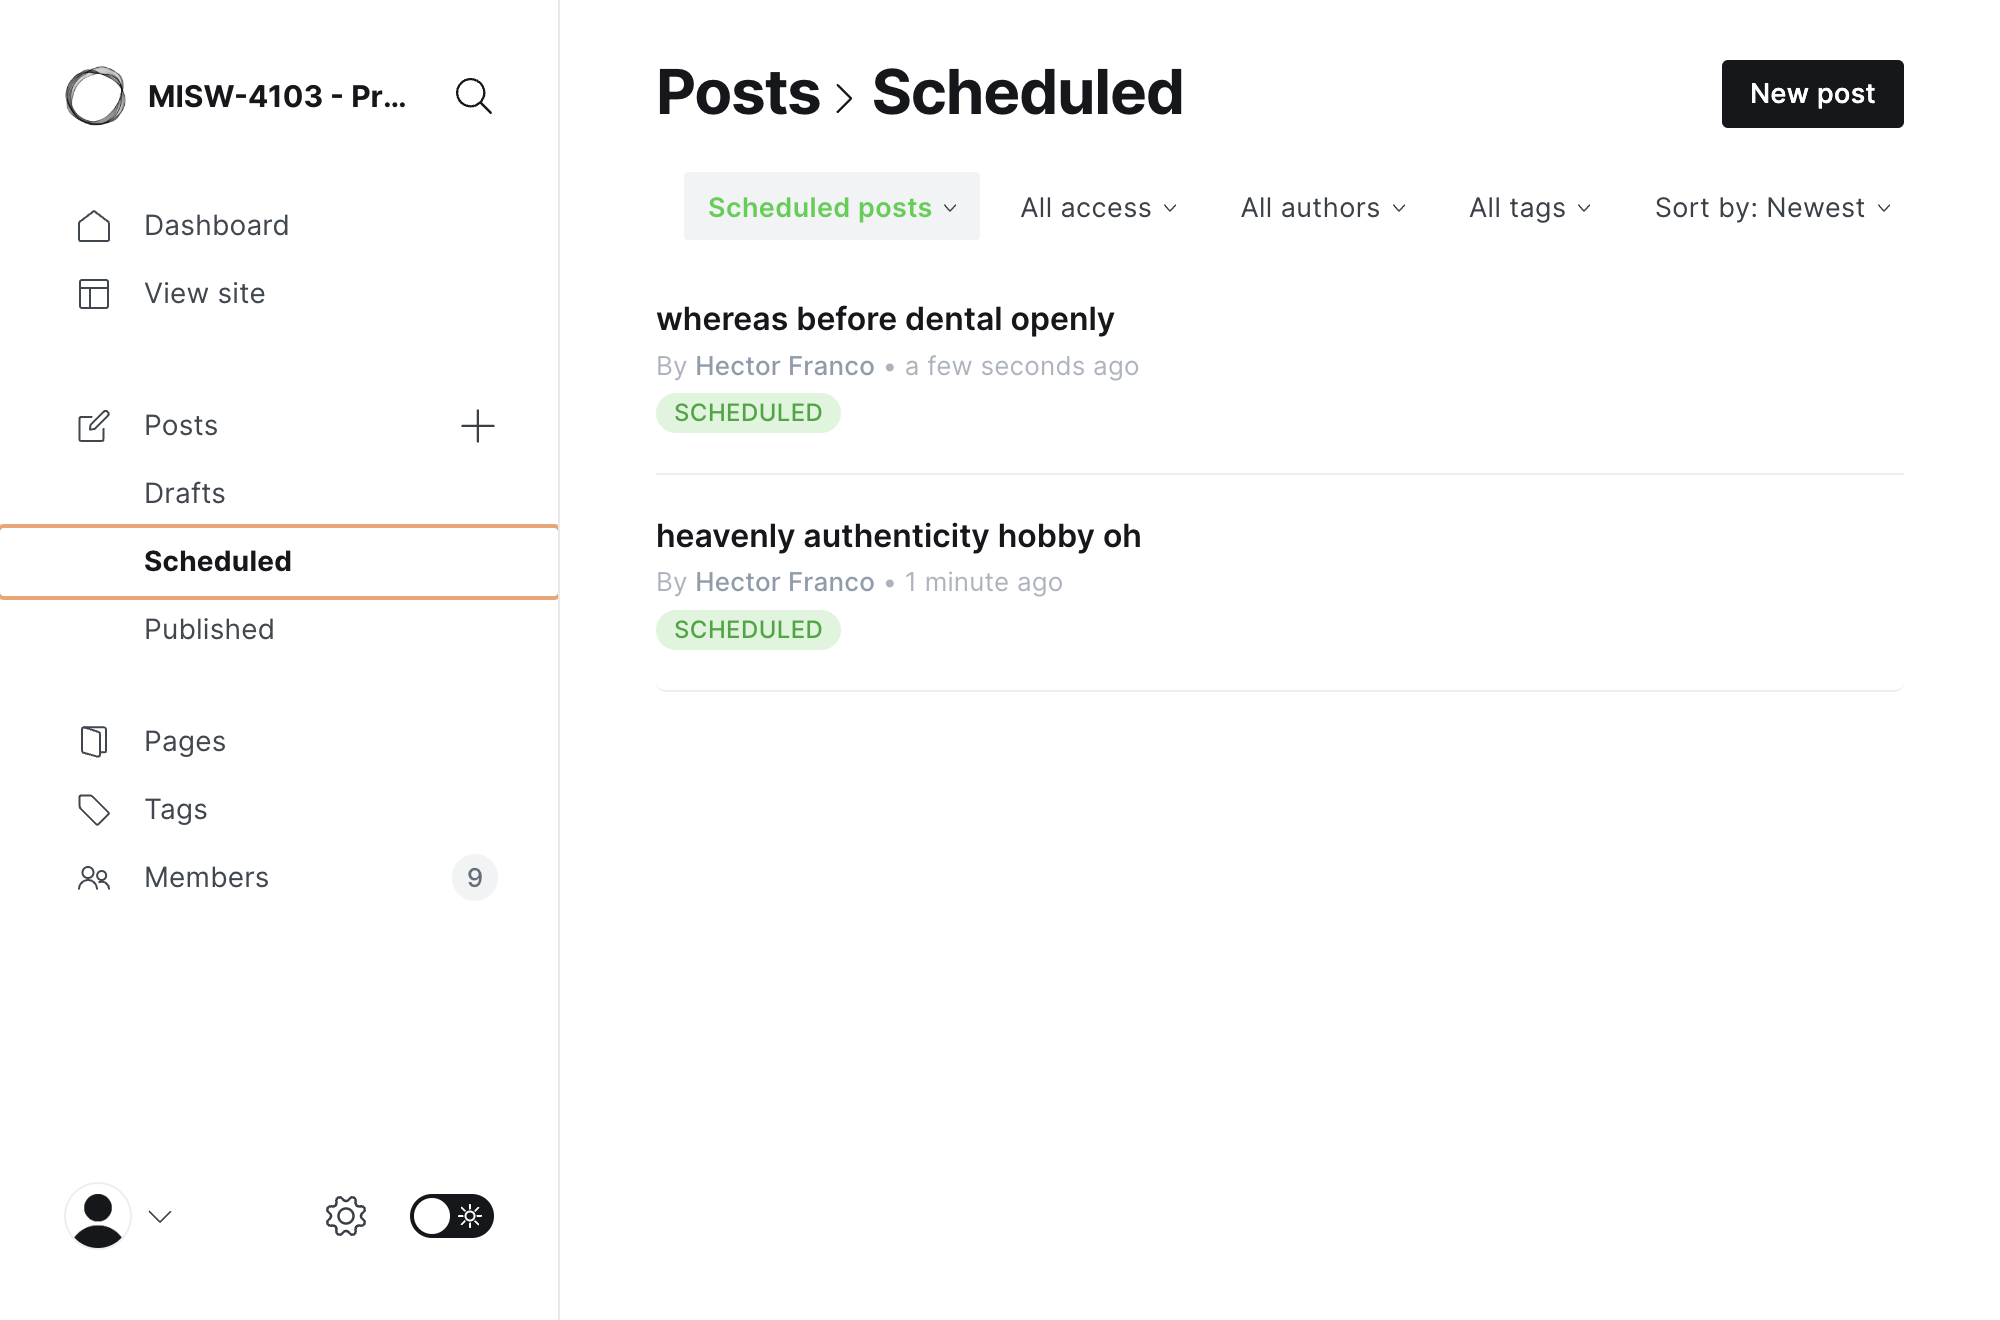 MISW-4103 - Pr...
Dashboard
View site
Posts
Drafts
Scheduled
Published
Pages
Tags
Members 9
Posts > Scheduled
New post
Scheduled posts All access All authors All tags Sort by: Newest
whereas before dental openly
By Hector Franco • a few seconds ago
SCHEDULED
heavenly authenticity hobby oh
By Hector Franco • 1 minute ago
SCHEDULED